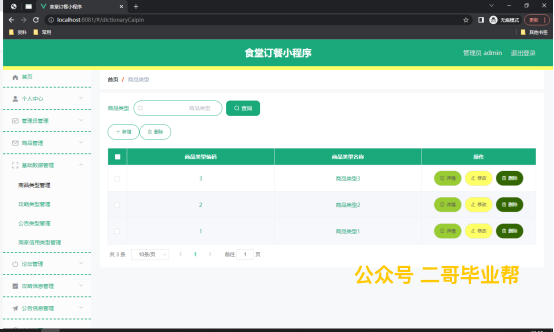 食堂订餐小程序
localhost:8081/#/dictionaryCaipin
无痕模式
更新
资料
常用
其他书签
食堂订餐小程序
管理员 admin
退出登录
首页
个人中心
管理员管理
商品管理
基础数据管理
商品类型管理
攻略类型管理
公告类型管理
商家信用类型管理
论坛管理
攻略信息管理
公告信息管理
首页 / 商品类型
商品类型 商品类型 查询
+ 新增 删除
商品类型编码 商品类型名称 操作
3 商品类型3 详情 修改 删除
2 商品类型2 详情 修改 删除
1 商品类型1 详情 修改 删除
共 3 条 10条/页 < 1 > 前往 1 页
公众号 二哥毕业帮